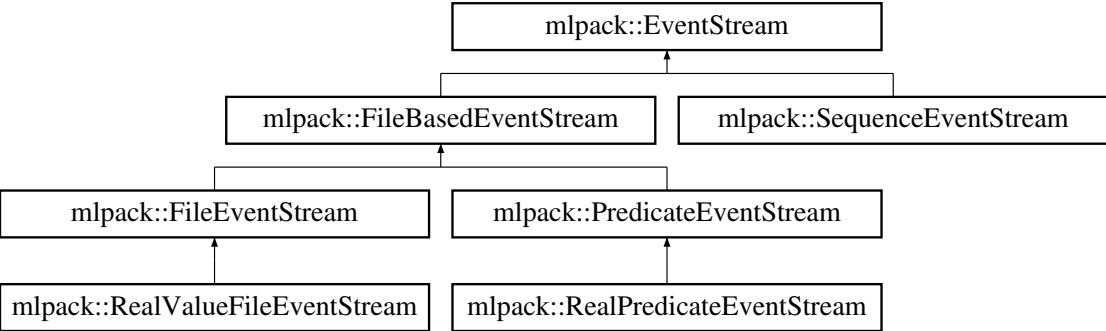 mlpack::EventStream
mlpack::FileBasedEventStream
mlpack::SequenceEventStream
mlpack::FileEventStream
mlpack::PredicateEventStream
mlpack::RealValueFileEventStream
mlpack::RealPredicateEventStream